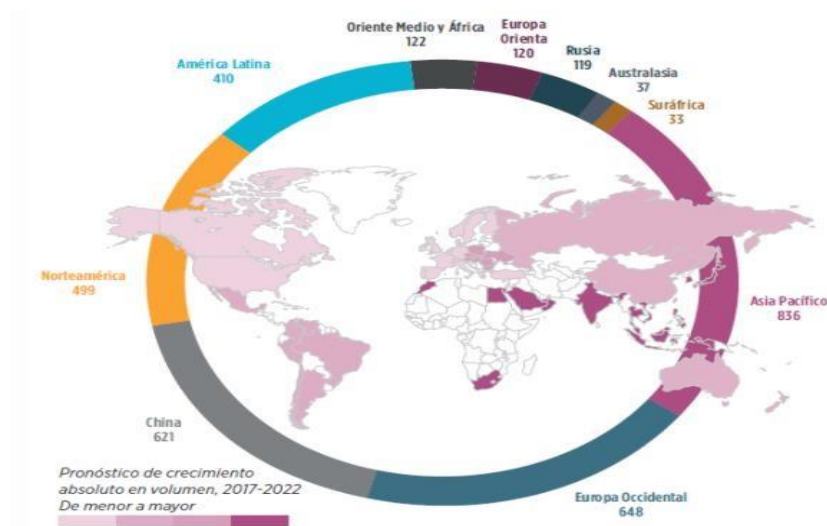 Oriente Medio y África
122
Europa
Orienta
120
Rusia
119
Australasia
37
Suráfrica
33
América Latina
410
Norteamérica
499
Asia Pacífico
836
China
621
Europa Occidental
648
Pronóstico de crecimiento
absoluto en volumen, 2017-2022
De menor a mayor